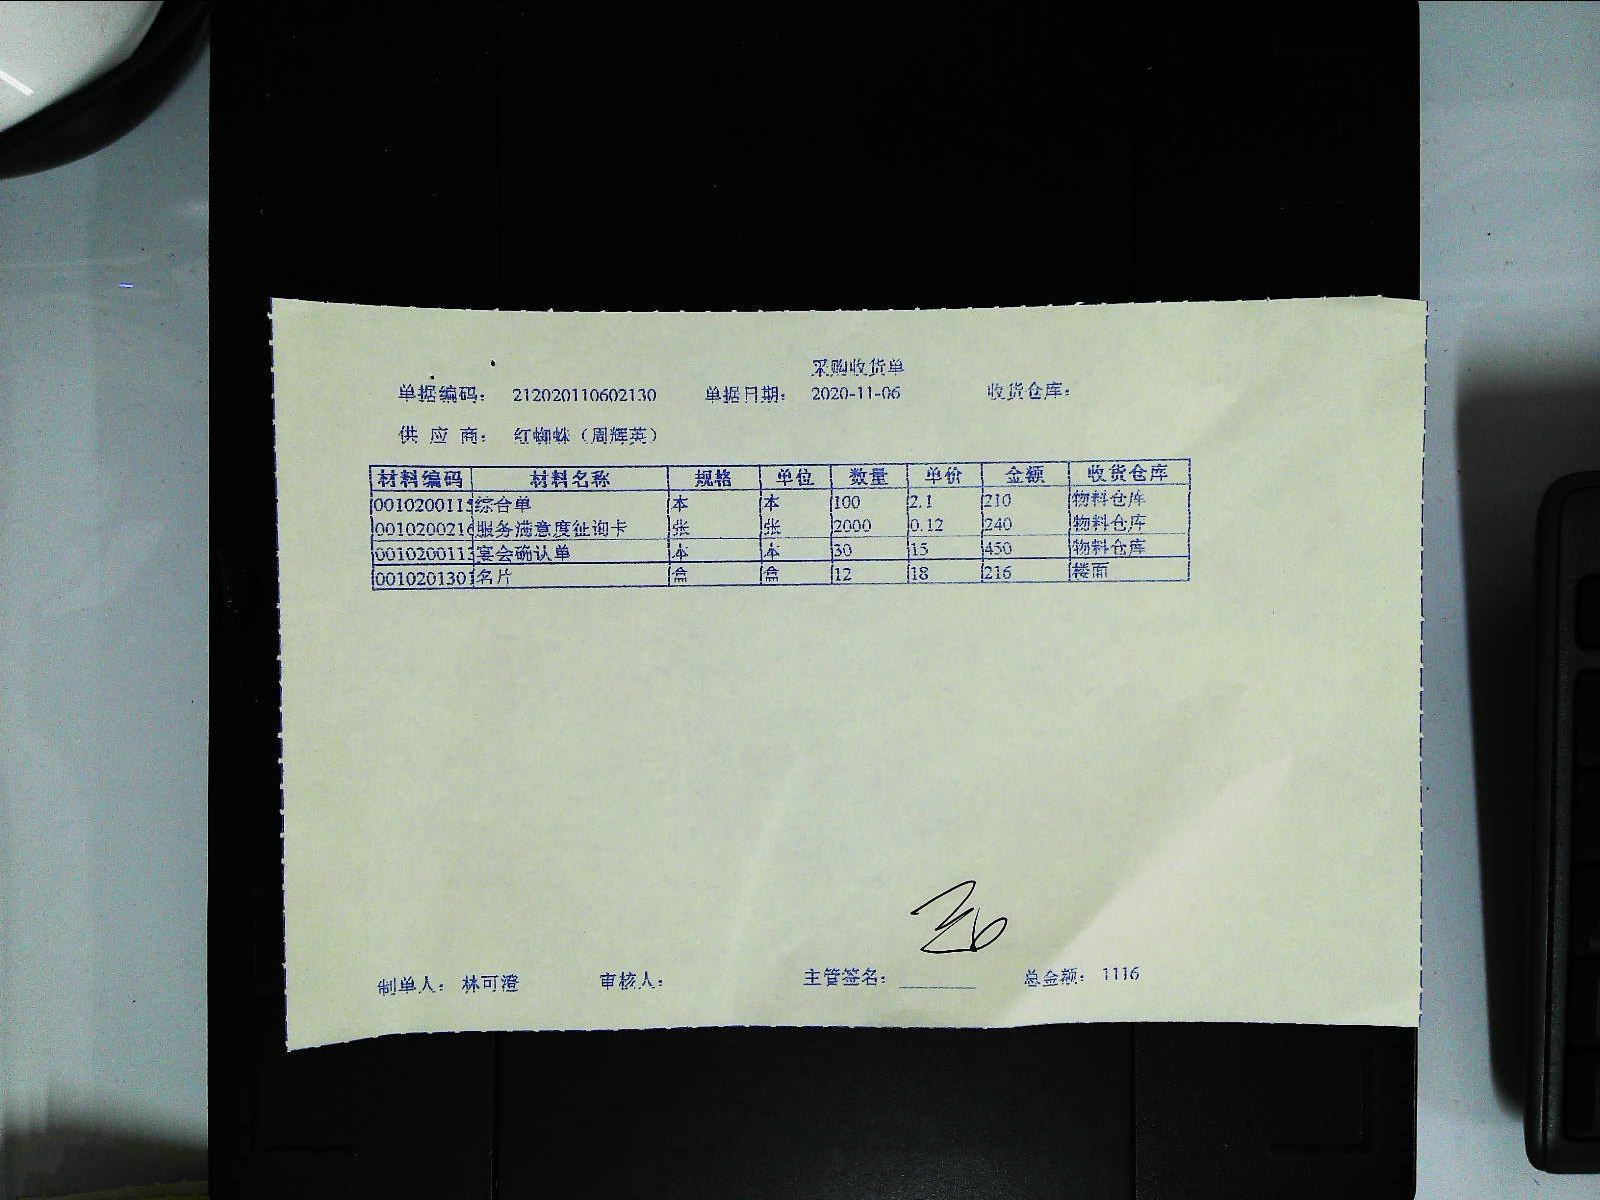 采购收货单
单据编码： 212020110602130 单据日期： 2020-11-06 收货仓库：
供 应 商： 红蜘蛛（周辉英）
材料编码 材料名称 规格 单位 数量 单价 金额 收货仓库
0010200115 综合单 本 本 100 2.1 210 物料仓库
0010200216 服务满意度征询卡 张 张 2000 0.12 240 物料仓库
0010200113 宴会确认单 本 本 30 15 450 物料仓库
0010201301 名片 盒 盒 12 18 216 楼面
制单人： 林可澄 审核人： 主管签名： 总金额： 1116